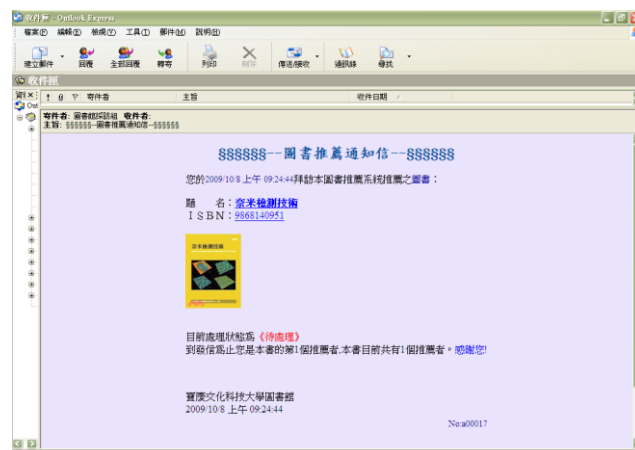 收件匣 - Outlook Express
檔案(F) 編輯(E) 檢視(V) 工具(T) 郵件(M) 說明(H)
建立郵件 回覆 全部回覆 轉寄 列印 刪除 傳送/接收 通訊錄 尋找
收件匣
寄件者 主旨 收件日期
寄件者: 圖書館採訪組 收件者:
主旨: §§§§§§--圖書推薦通知信--§§§§§§
§§§§§§--圖書推薦通知信--§§§§§§
您於2009/10/8 上午 09:24:44拜訪本圖書推薦系統推薦之圖書：
題 名：奈米檢測技術
ISBN：9868140951
奈米檢測技術
目前處理狀態為《待處理》
到發信為止您是本書的第1個推薦者,本書目前共有1個推薦者。感謝您!
寶慶文化科技大學圖書館
2009/10/8 上午 09:24:44
No:a00017